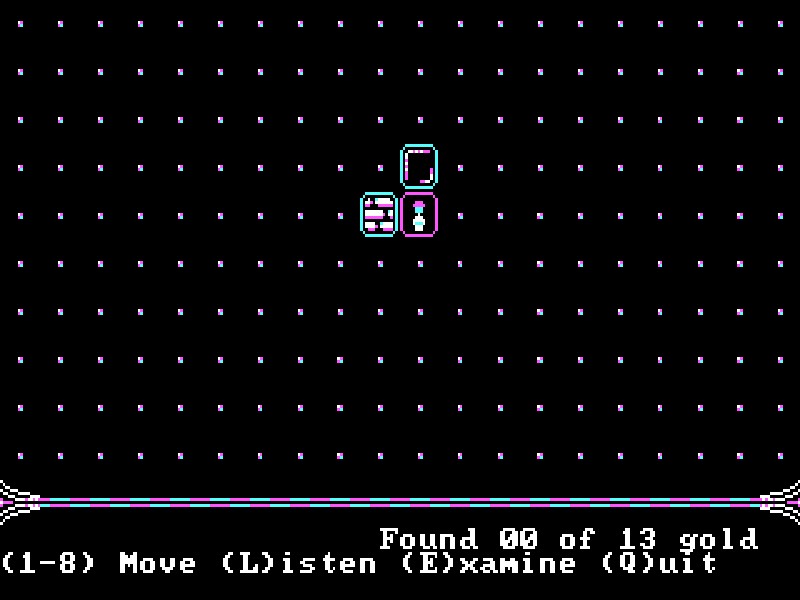 Found 00 of 13 gold
(1-8) Move (L)isten (E)xamine (Q)uit